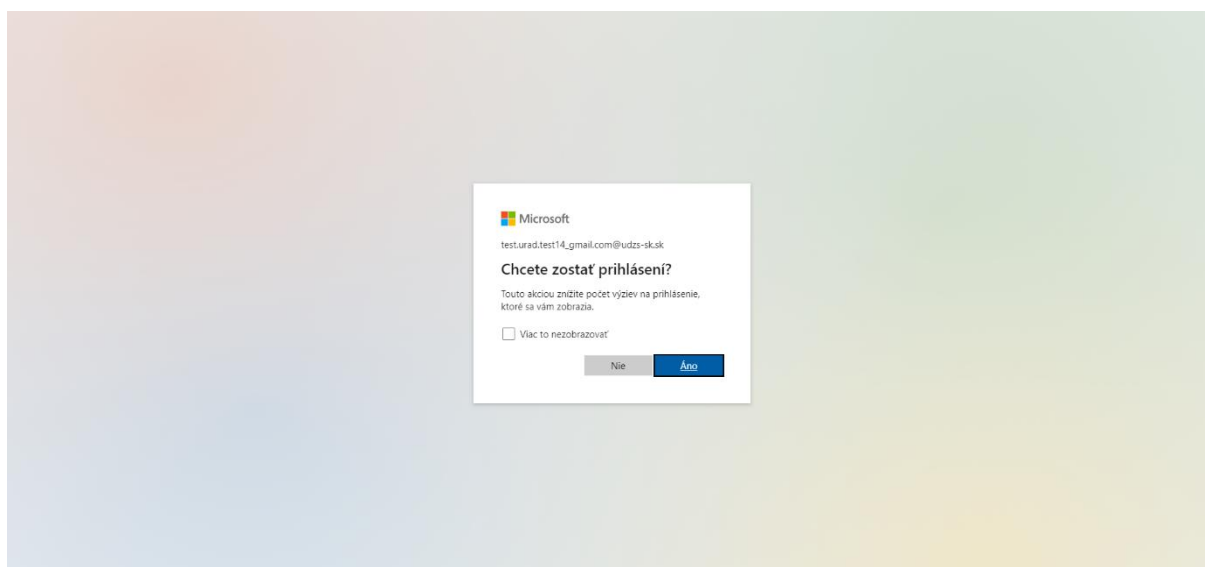 Microsoft
test.urad.test14_gmail.com@udzs-sk.sk
Chcete zostať prihlásení?
Touto akciou znížite počet výziev na prihlásenie,
ktoré sa vám zobrazia.
Viac to nezobrazovať
Nie Áno